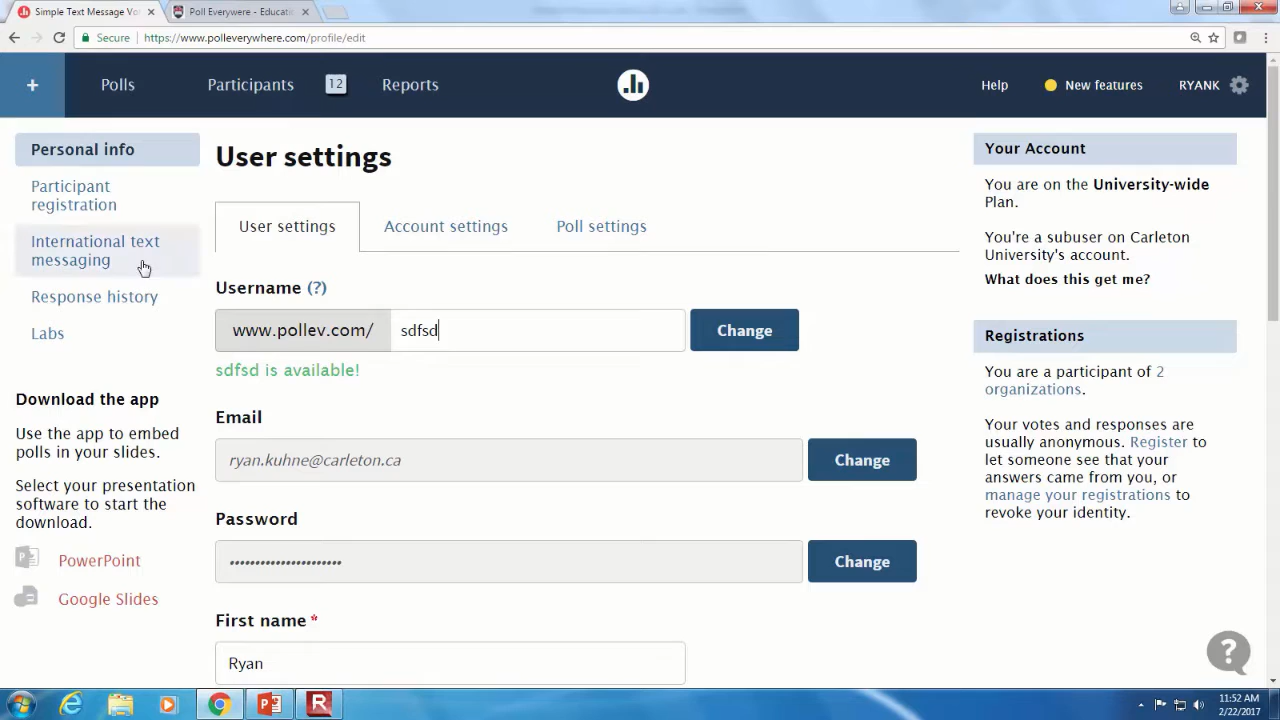 Simple Text Message Vo
Poll Everywere - Educati
Secure
https://www.polleverywhere.com/profile/edit
+
Polls
Participants
12
Reports
Help
New features
RYANK
Personal info
Participant
registration
International text
messaging
Response history
Labs
Download the app
Use the app to embed
polls in your slides.
Select your presentation
software to start the
download.
PowerPoint
Google Slides
User settings
User settings
Account settings
Poll settings
Username (?)
www.pollev.com/
sdfsd
Change
sdfsd is available!
Email
ryan.kuhne@carleton.ca
Change
Password
Change
First name *
Ryan
Your Account
You are on the University-wide
Plan.
You're a subuser on Carleton
University's account.
What does this get me?
Registrations
You are a participant of 2
organizations.
Your votes and responses are
usually anonymous. Register to
let someone see that your
answers came from you, or
manage your registrations to
revoke your identity.
?
11:52 AM
2/22/2017